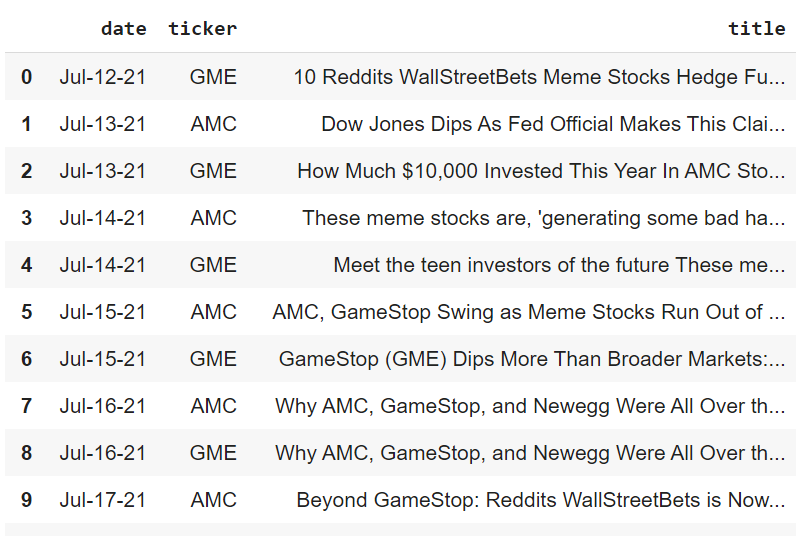 date ticker title
0 Jul-12-21 GME 10 Reddits WallStreetBets Meme Stocks Hedge Fu...
1 Jul-13-21 AMC Dow Jones Dips As Fed Official Makes This Clai...
2 Jul-13-21 GME How Much $10,000 Invested This Year In AMC Sto...
3 Jul-14-21 AMC These meme stocks are, 'generating some bad ha...
4 Jul-14-21 GME Meet the teen investors of the future These me...
5 Jul-15-21 AMC AMC, GameStop Swing as Meme Stocks Run Out of ...
6 Jul-15-21 GME GameStop (GME) Dips More Than Broader Markets:...
7 Jul-16-21 AMC Why AMC, GameStop, and Newegg Were All Over th...
8 Jul-16-21 GME Why AMC, GameStop, and Newegg Were All Over th...
9 Jul-17-21 AMC Beyond GameStop: Reddits WallStreetBets is Now...